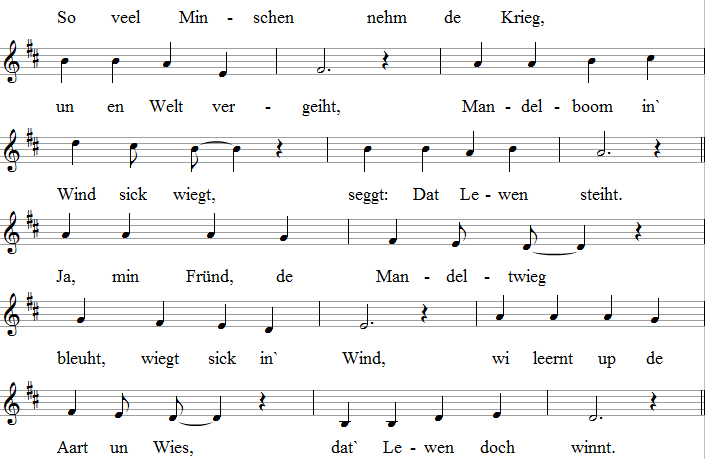 So veel Min - schen nehm de Krieg,
un en Welt ver - geiht, Man - del - boom in`
Wind sick wiegt, seggt: Dat Le - wen steiht.
Ja, min Fründ, de Man - del - twieg
bleuht, wiegt sick in` Wind, wi leernt up de
Aart un Wies, dat` Le - wen doch winnt.